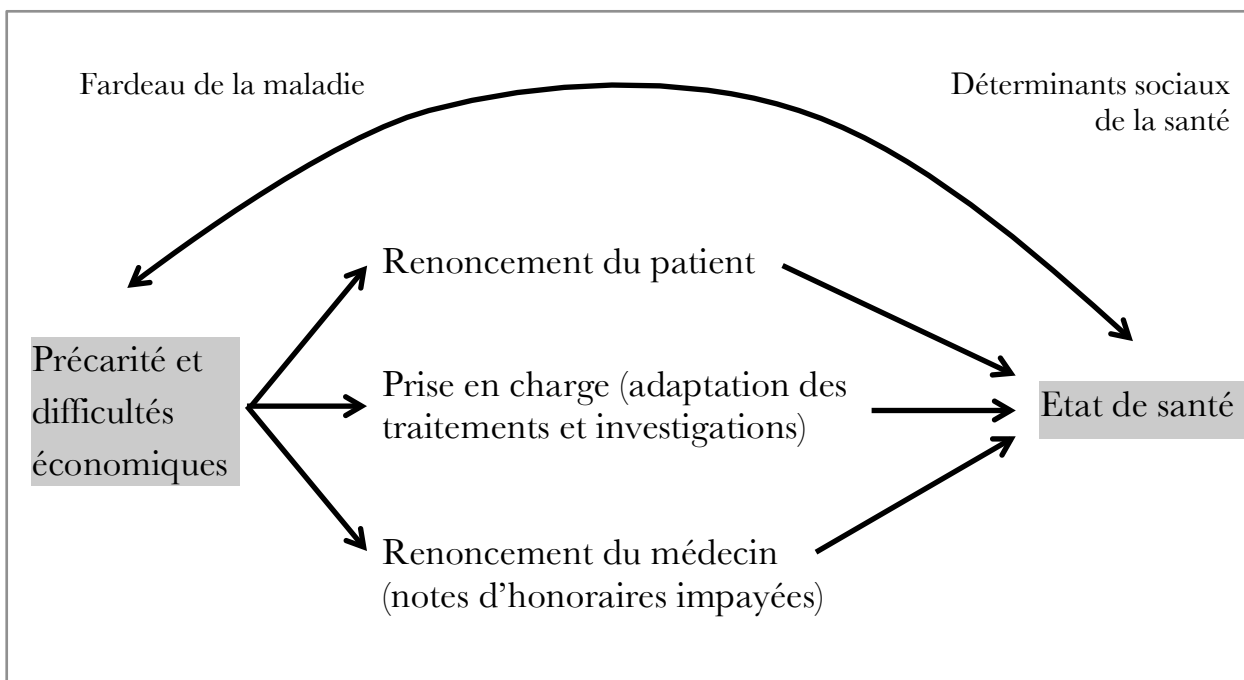 Fardeau de la maladie
Déterminants sociaux
de la santé
Renoncement du patient
Précarité et
difficultés
économiques
Prise en charge (adaptation des
traitements et investigations)
Etat de santé
Renoncement du médecin
(notes d’honoraires impayées)